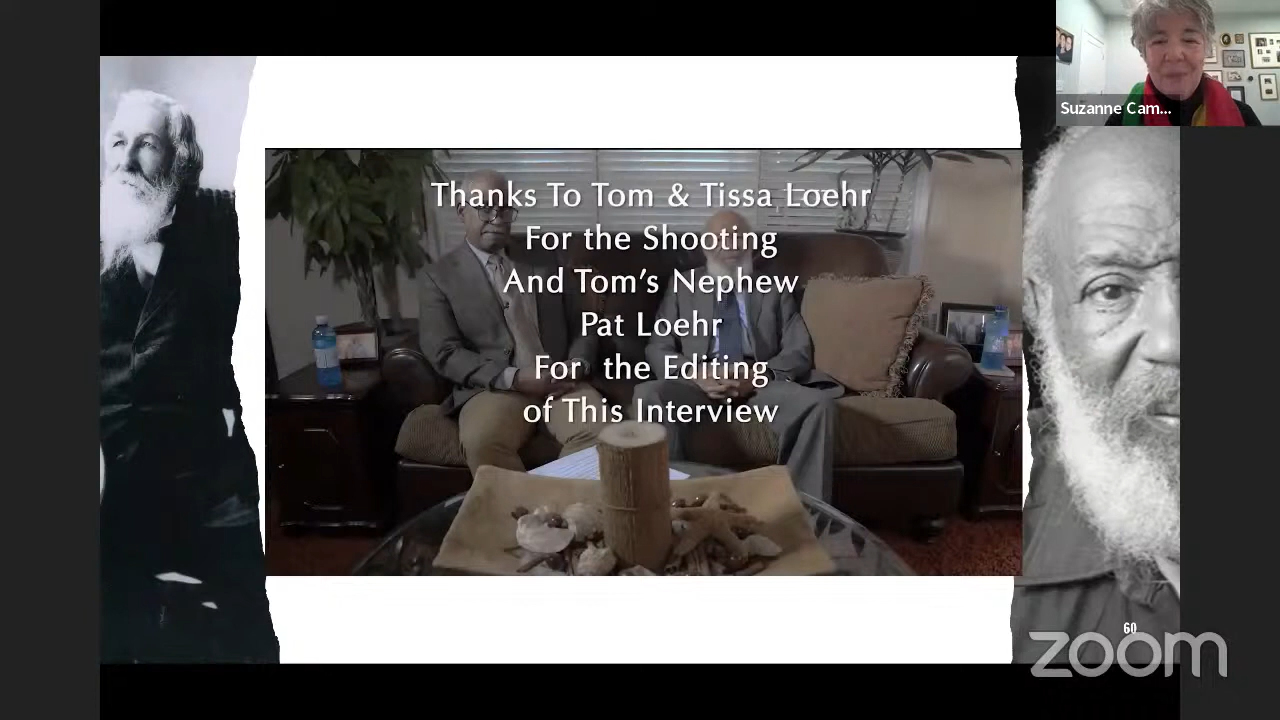 Suzanne Cam...
Thanks To Tom & Tissa Loehr
For the Shooting
And Tom's Nephew
Pat Loehr
For the Editing
of This Interview
60
zoom